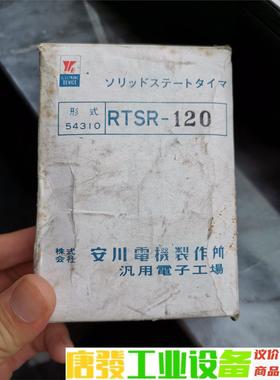 ELECTRONIC
DEVICE
ソリッドステートタイマ
形式
54310
RTSR-120
株式
会社
安川電機製作所
汎用電子工場
唐發工业设备
议价
商品